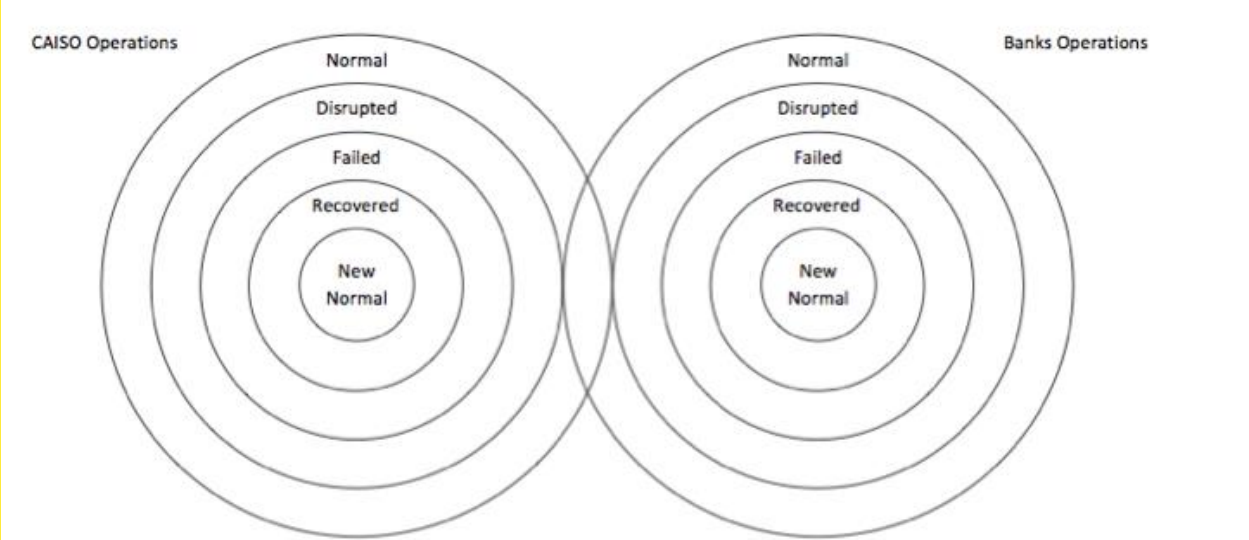 CAISO Operations
Banks Operations
Normal
Normal
Disrupted
Disrupted
Failed
Failed
Recovered
Recovered
New
Normal
New
Normal